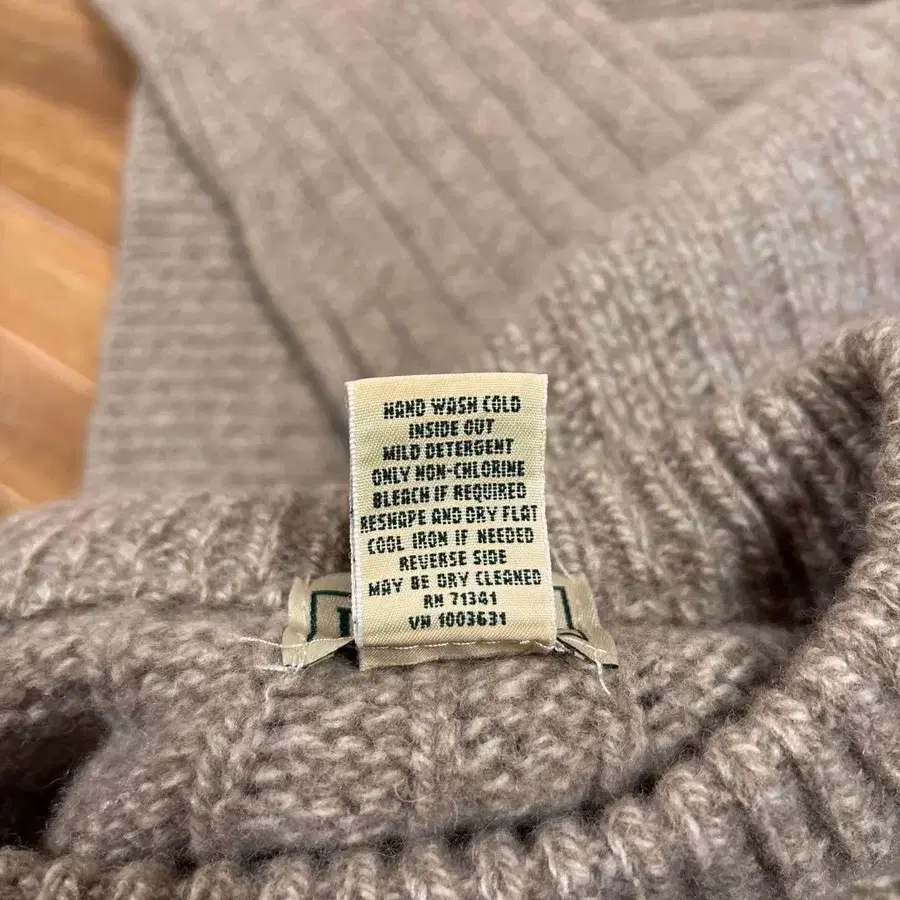 HAND WASH COLD
INSIDE OUT
MILD DETERGENT
ONLY NON-CHLORINE
BLEACH IF REQUIRED
RESHAPE AND DRY FLAT
COOL IRON IF NEEDED
REVERSE SIDE
MAY BE DRY CLEANED
RN 71341
VN 1003631